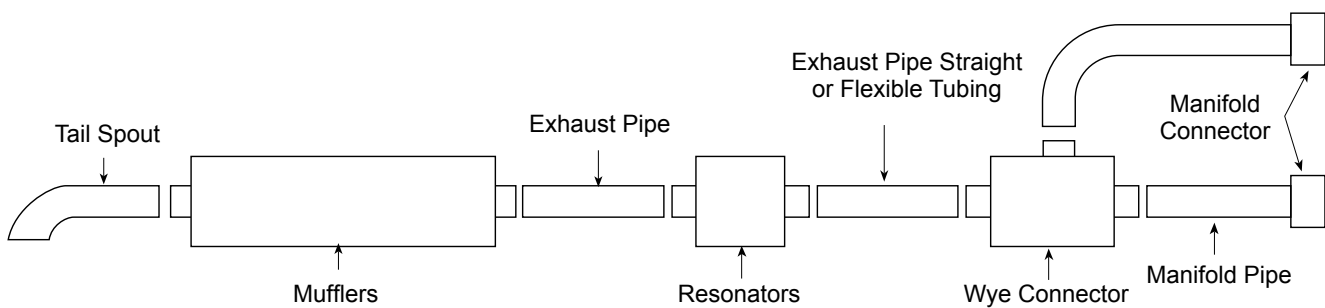 Exhaust Pipe Straight
or Flexible Tubing
Manifold
Connector
Tail Spout
Exhaust Pipe
Mufflers
Resonators
Wye Connector
Manifold Pipe